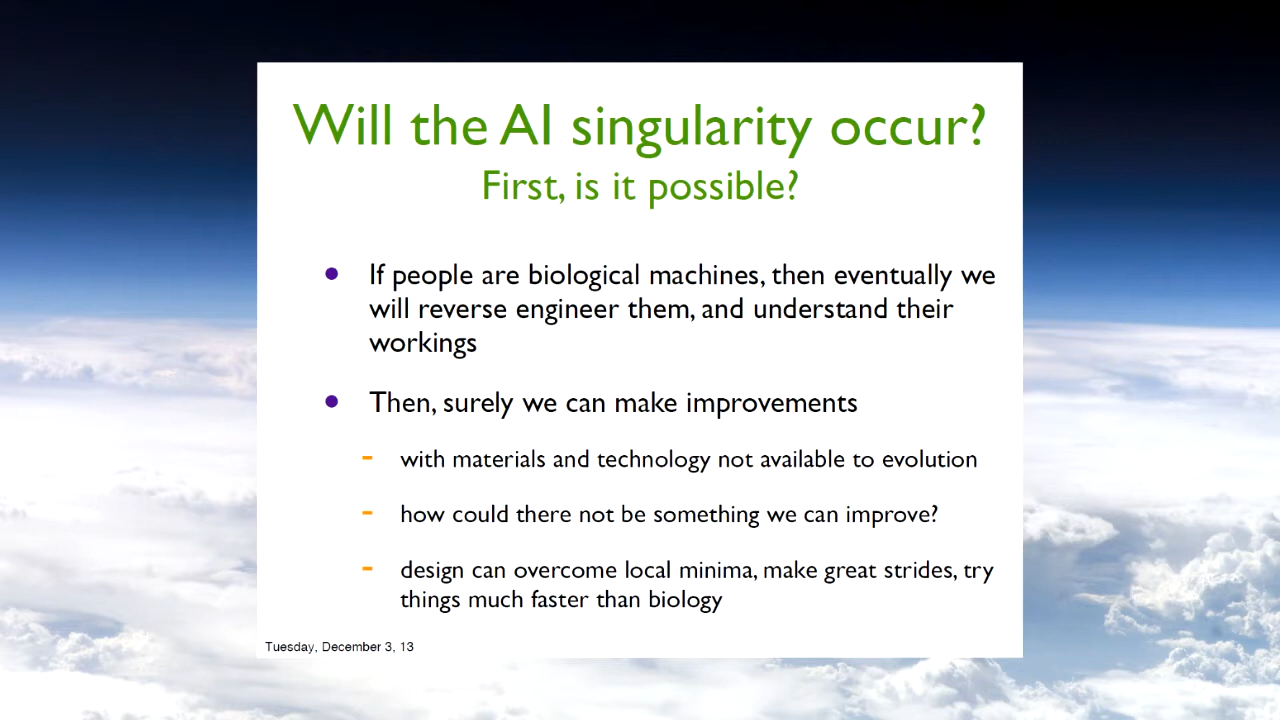 Will the AI singularity occur?
First, is it possible?
• If people are biological machines, then eventually we
will reverse engineer them, and understand their
workings
• Then, surely we can make improvements
- with materials and technology not available to evolution
- how could there not be something we can improve?
- design can overcome local minima, make great strides, try
things much faster than biology
Tuesday, December 3, 13